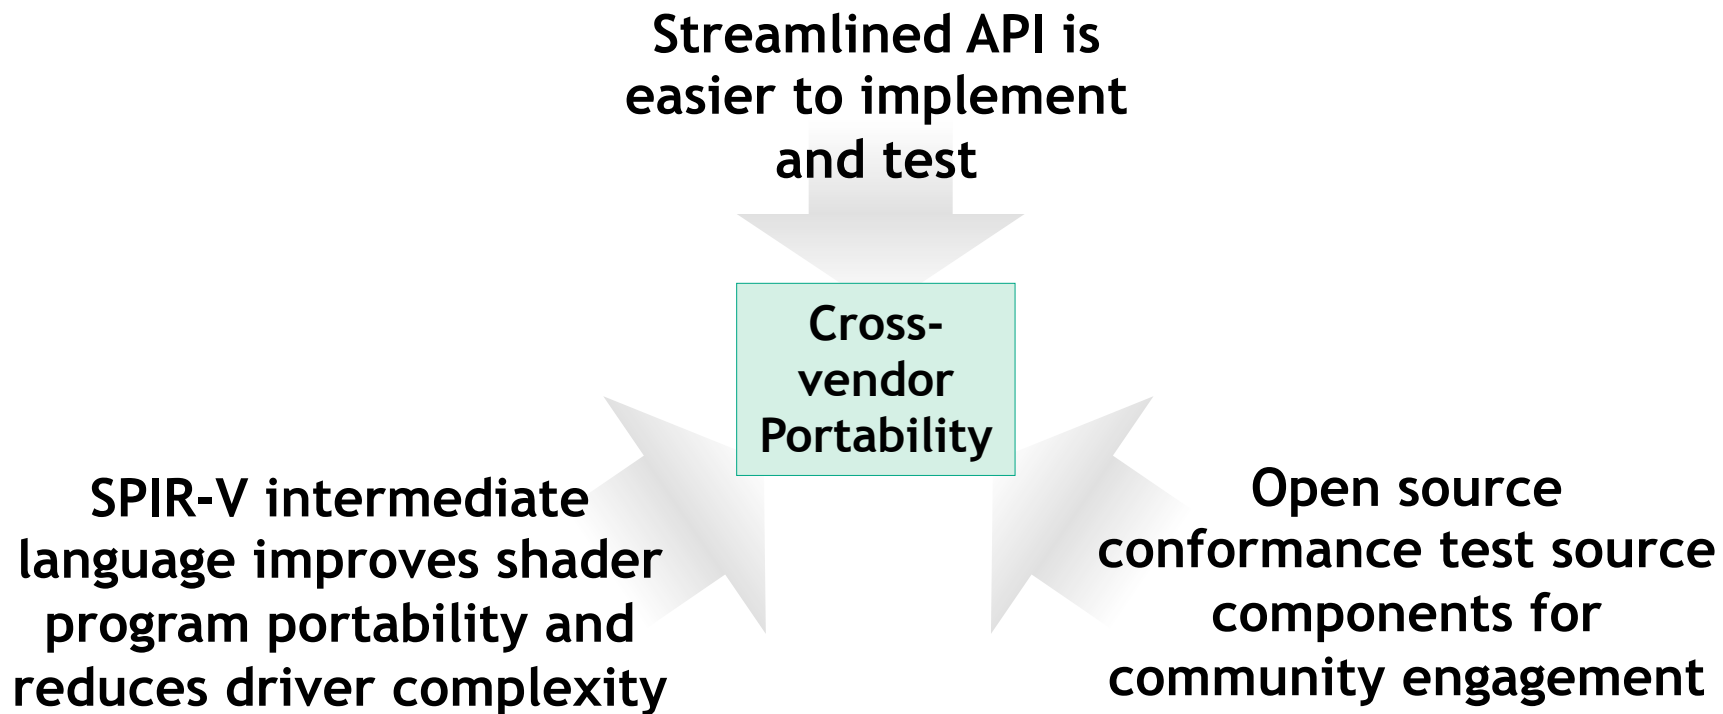 Streamlined API is
easier to implement
and test
Cross-
vendor
Portability
SPIR-V intermediate
language improves shader
program portability and
reduces driver complexity
Open source
conformance test source
components for
community engagement